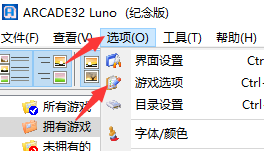 ARCADE32 Luno (纪念版)
文件(F) 查看(V) 选项(O) 工具(T) 帮助(H)
界面设置 Ctrl
游戏选项 Ctrl-
目录设置 Ctrl-
字体/颜色
所有游戏
拥有游戏
未拥有的